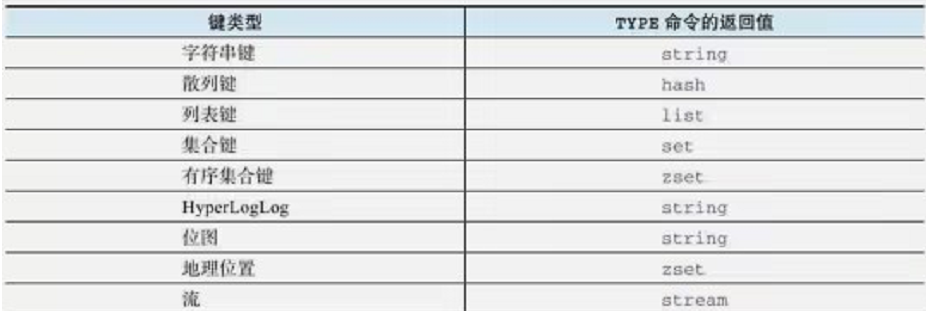 键类型 TYPE 命令的返回值
字符串键 string
散列键 hash
列表键 list
集合键 set
有序集合键 zset
HyperLogLog string
位图 string
地理位置 zset
流 stream